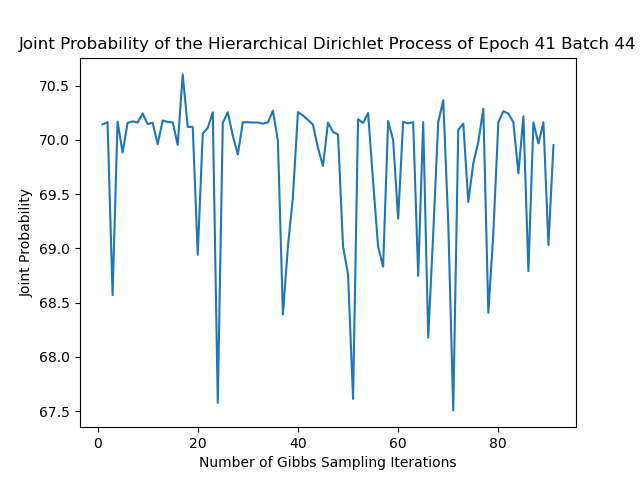 Joint Probability of the Hierarchical Dirichlet Process of Epoch 41 Batch 44
70.5
70.0
69.5
69.0
68.5
68.0
67.5
Joint Probability
0 20 40 60 80
Number of Gibbs Sampling Iterations